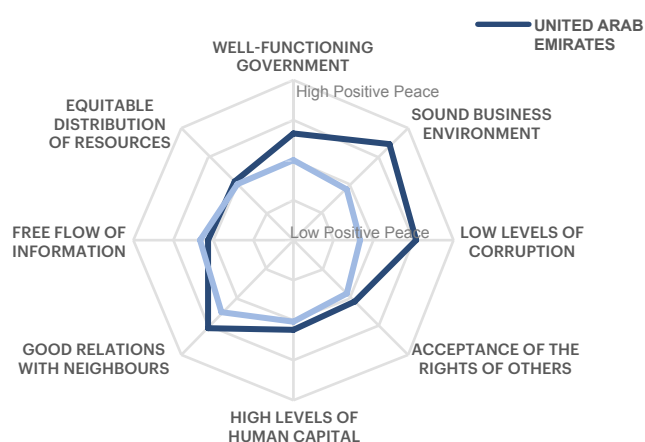 UNITED ARAB
EMIRATES
WELL-FUNCTIONING
GOVERNMENT
High Positive Peace
EQUITABLE
DISTRIBUTION
OF RESOURCES
SOUND BUSINESS
ENVIRONMENT
FREE FLOW OF
INFORMATION
Low Positive Peace
LOW LEVELS OF
CORRUPTION
GOOD RELATIONS
WITH NEIGHBOURS
ACCEPTANCE OF THE
RIGHTS OF OTHERS
HIGH LEVELS OF
HUMAN CAPITAL